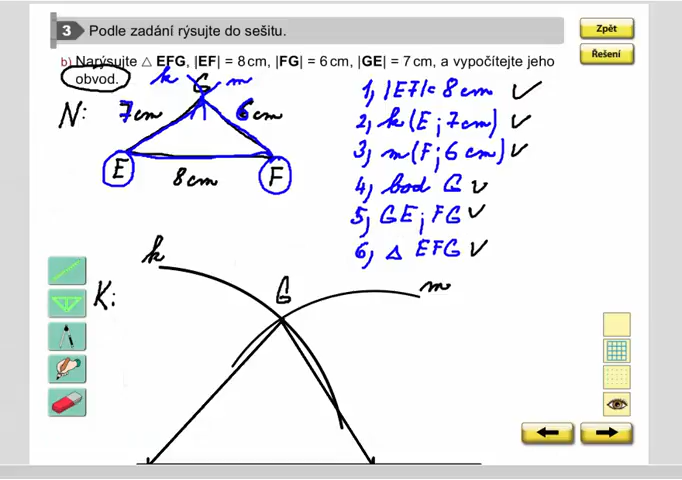 3 Podle zadání rýsujte do sešitu.
Zpět
Řešení
b) Narýsujte △ EFG, |EF| = 8 cm, |FG| = 6 cm, |GE| = 7 cm, a vypočítejte jeho
obvod.
k G m
N: 7cm 6cm
E F
8cm
1, |EF|= 8cm ✓
2, k(E;7cm) ✓
3, m(F;6cm) ✓
4, bod G ✓
5, GE; FG ✓
6, △ EFG ✓
k
K: G m